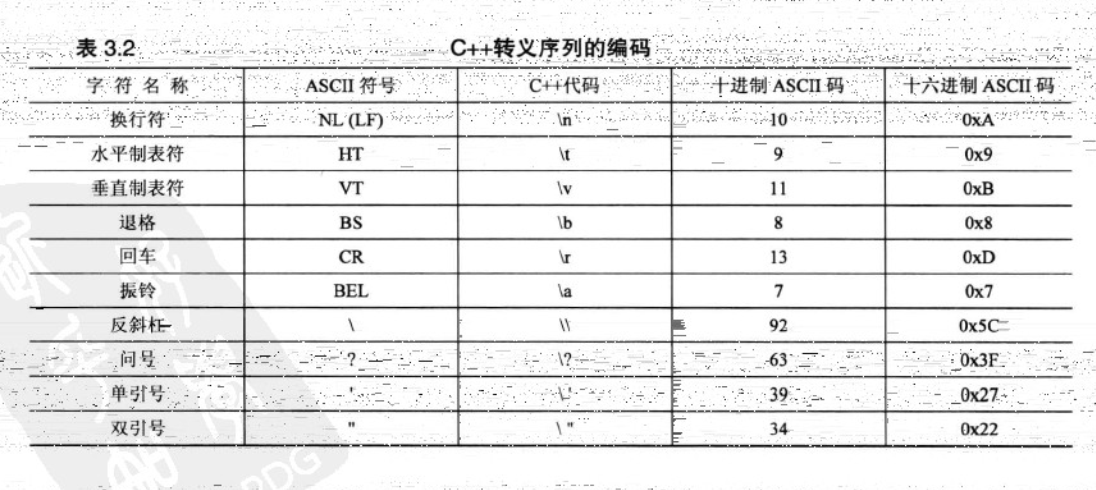 表 3.2 C++转义序列的编码
字符名称 ASCII 符号 C++代码 十进制 ASCII 码 十六进制 ASCII 码
换行符 NL (LF) \n 10 0xA
水平制表符 HT \t 9 0x9
垂直制表符 VT \v 11 0xB
退格 BS \b 8 0x8
回车 CR \r 13 0xD
振铃 BEL \a 7 0x7
反斜杠 \ \\ 92 0x5C
问号 ? \? 63 0x3F
单引号 ' \' 39 0x27
双引号 " \" 34 0x22
PDG